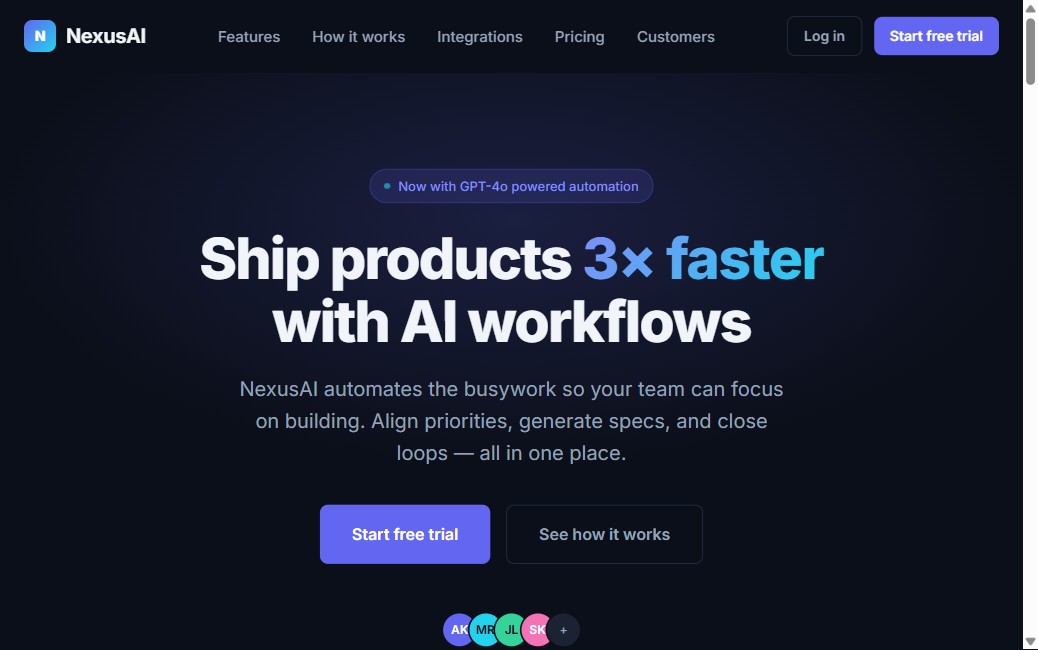 N NexusAI
Features How it works Integrations Pricing Customers
Log in Start free trial
Now with GPT-4o powered automation
Ship products 3× faster
with AI workflows
NexusAI automates the busywork so your team can focus
on building. Align priorities, generate specs, and close
loops — all in one place.
Start free trial See how it works
AK MR JL SK +